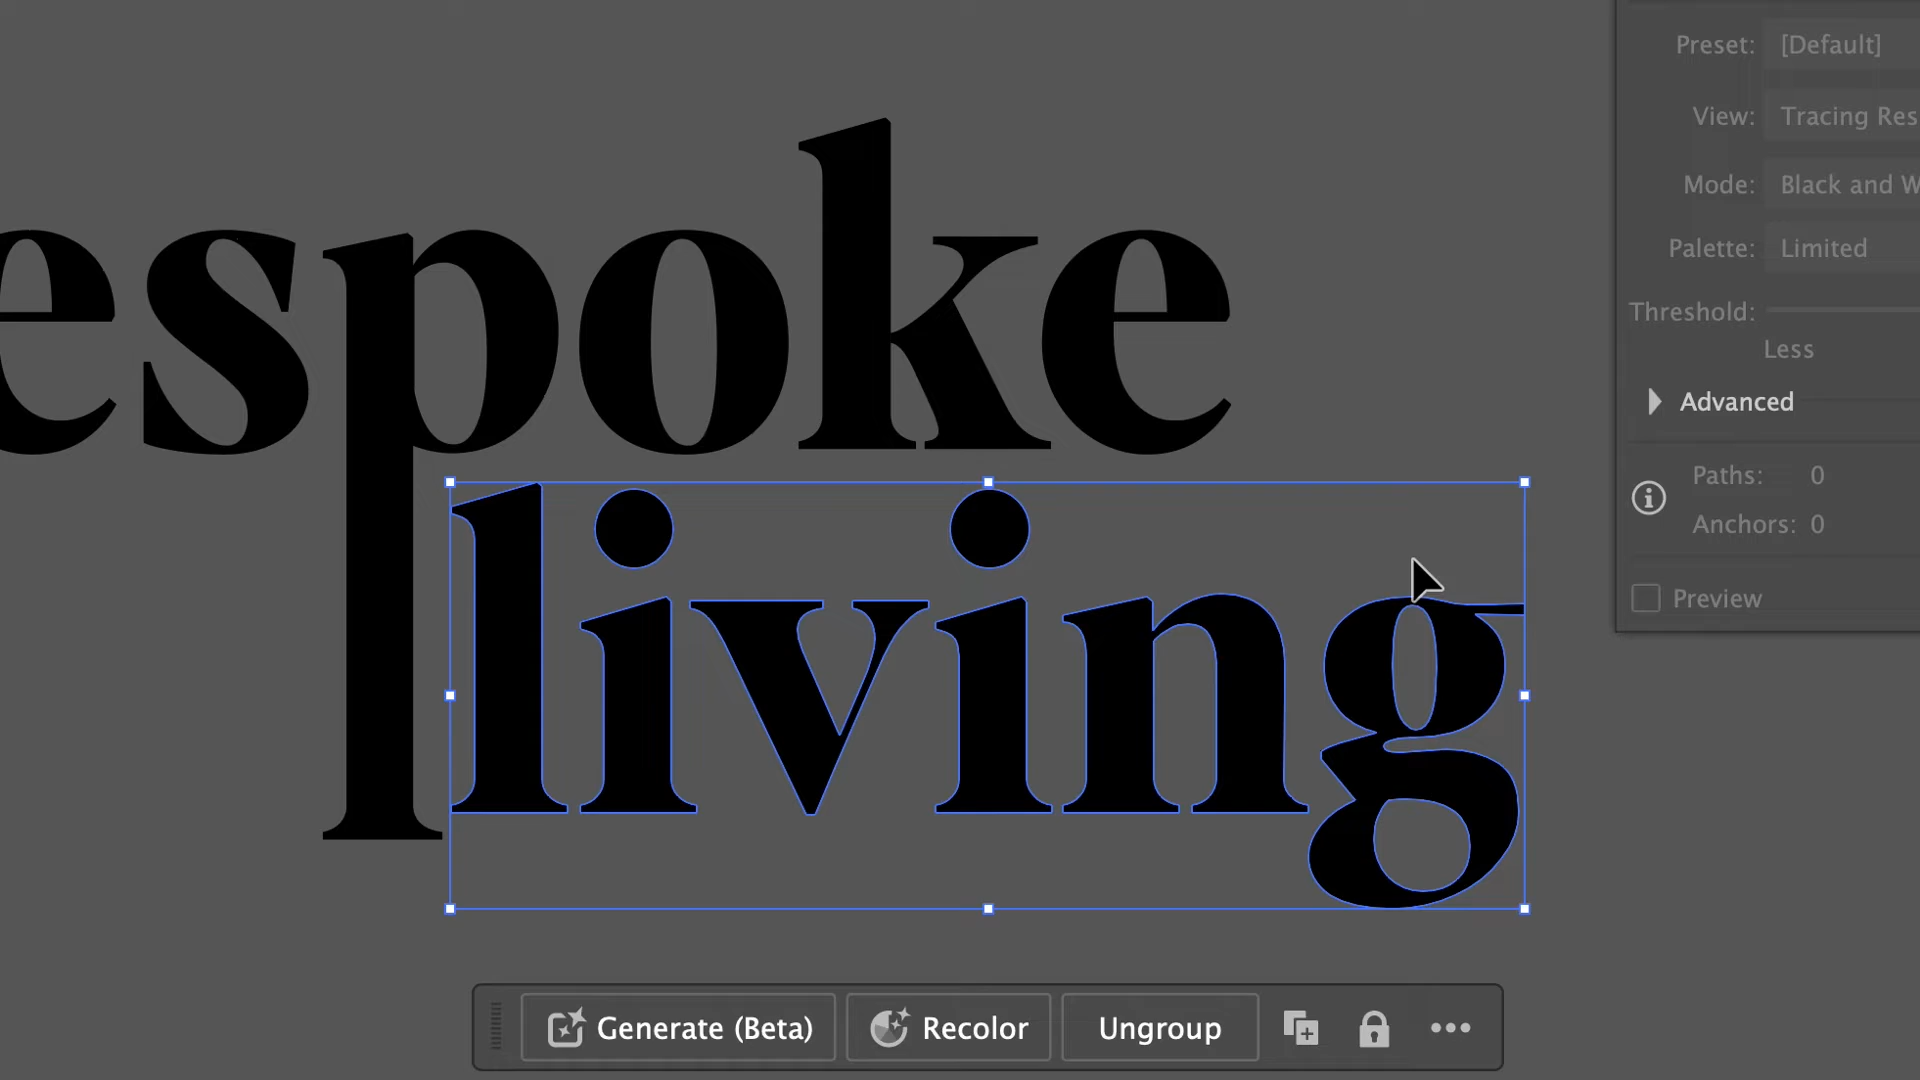 espoke
living
Preset: [Default]
View: Tracing Res
Mode: Black and W
Palette: Limited
Threshold:
Less
Advanced
Paths: 0
Anchors: 0
Preview
Generate (Beta) Recolor Ungroup